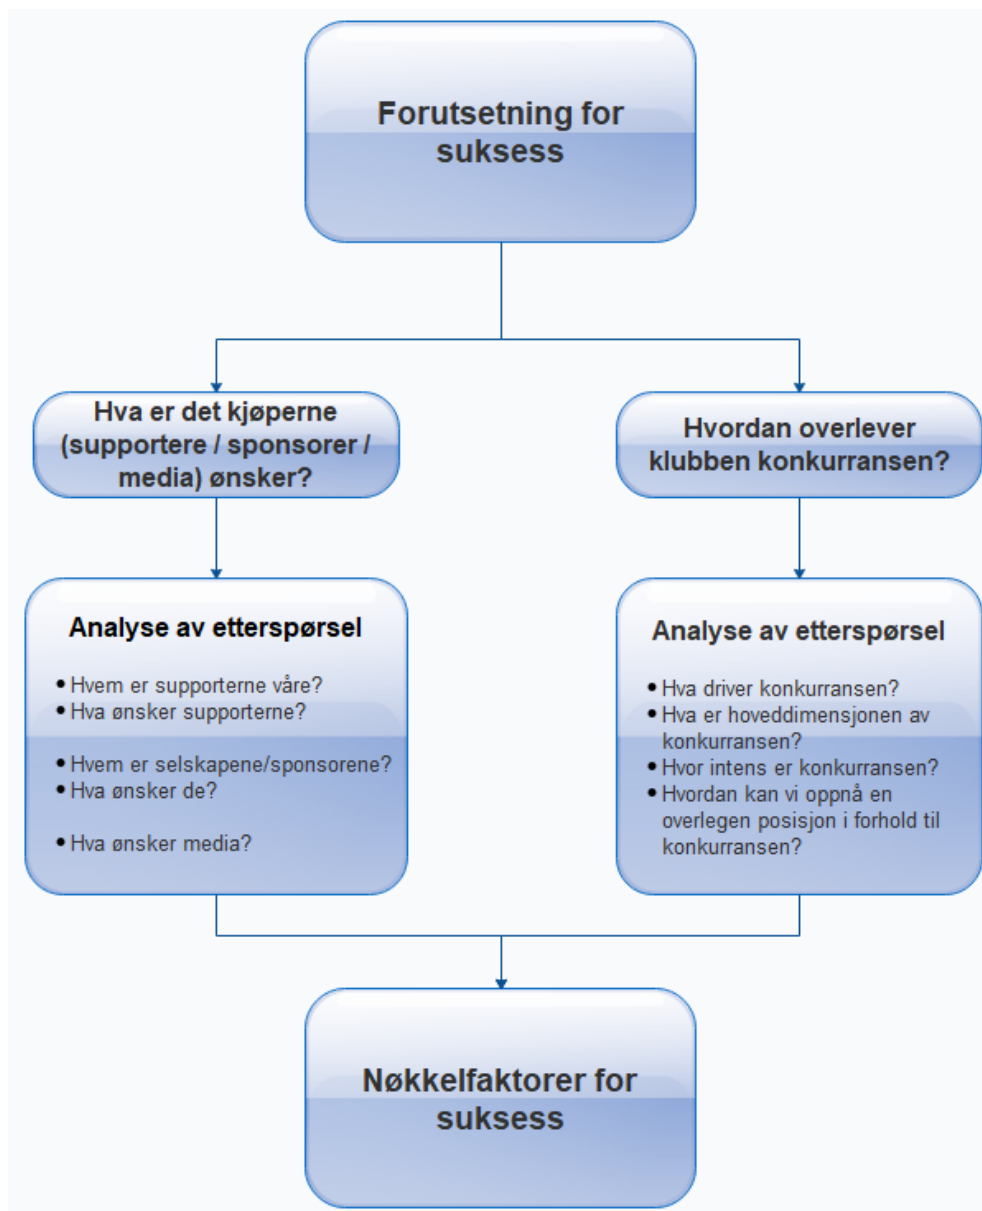 Forutsetning for
suksess
Hva er det kjøperne
(supportere / sponsorer /
media) ønsker?
Hvordan overlever
klubben konkurransen?
Analyse av etterspørsel
• Hvem er supporterne våre?
• Hva ønsker supporterne?
• Hvem er selskapene/sponsorene?
• Hva ønsker de?
• Hva ønsker media?
Analyse av etterspørsel
• Hva driver konkurransen?
• Hva er hoveddimensjonen av
konkurransen?
• Hvor intens er konkurransen?
• Hvordan kan vi oppnå en
overlegen posisjon i forhold til
konkurransen?
Nøkkelfaktorer for
suksess